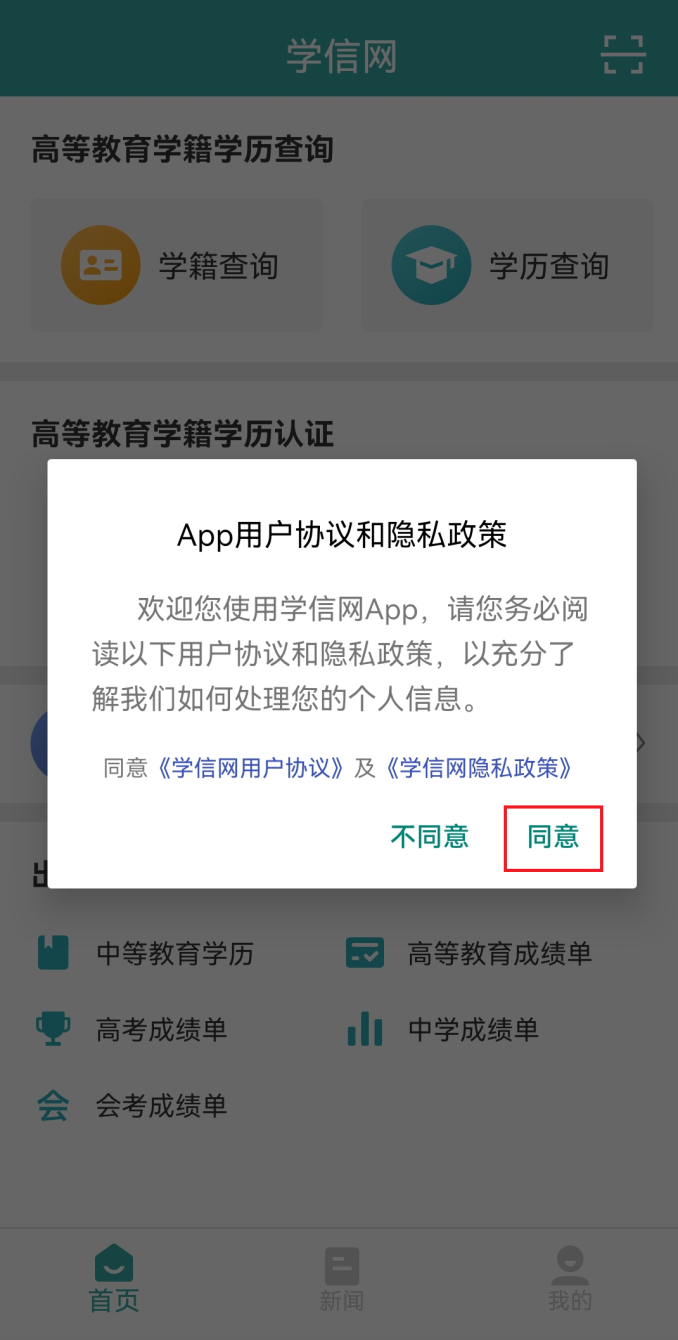 学信网
高等教育学籍学历查询
学籍查询
学历查询
高等教育学籍学历认证
App用户协议和隐私政策
欢迎您使用学信网App，请您务必阅
读以下用户协议和隐私政策，以充分了
解我们如何处理您的个人信息。
同意《学信网用户协议》及《学信网隐私政策》
不同意
同意
中等教育学历
高等教育成绩单
高考成绩单
中学成绩单
会
会考成绩单
首页
新闻
我的